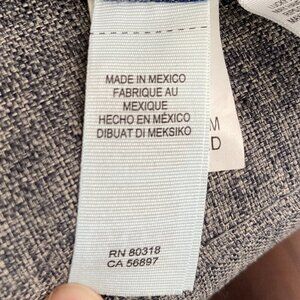 MADE IN MEXICO
FABRIQUE AU
MEXIQUE
HECHO EN MÉXICO
DIBUAT DI MEKSIKO
RN 80318
CA 56897
M
D